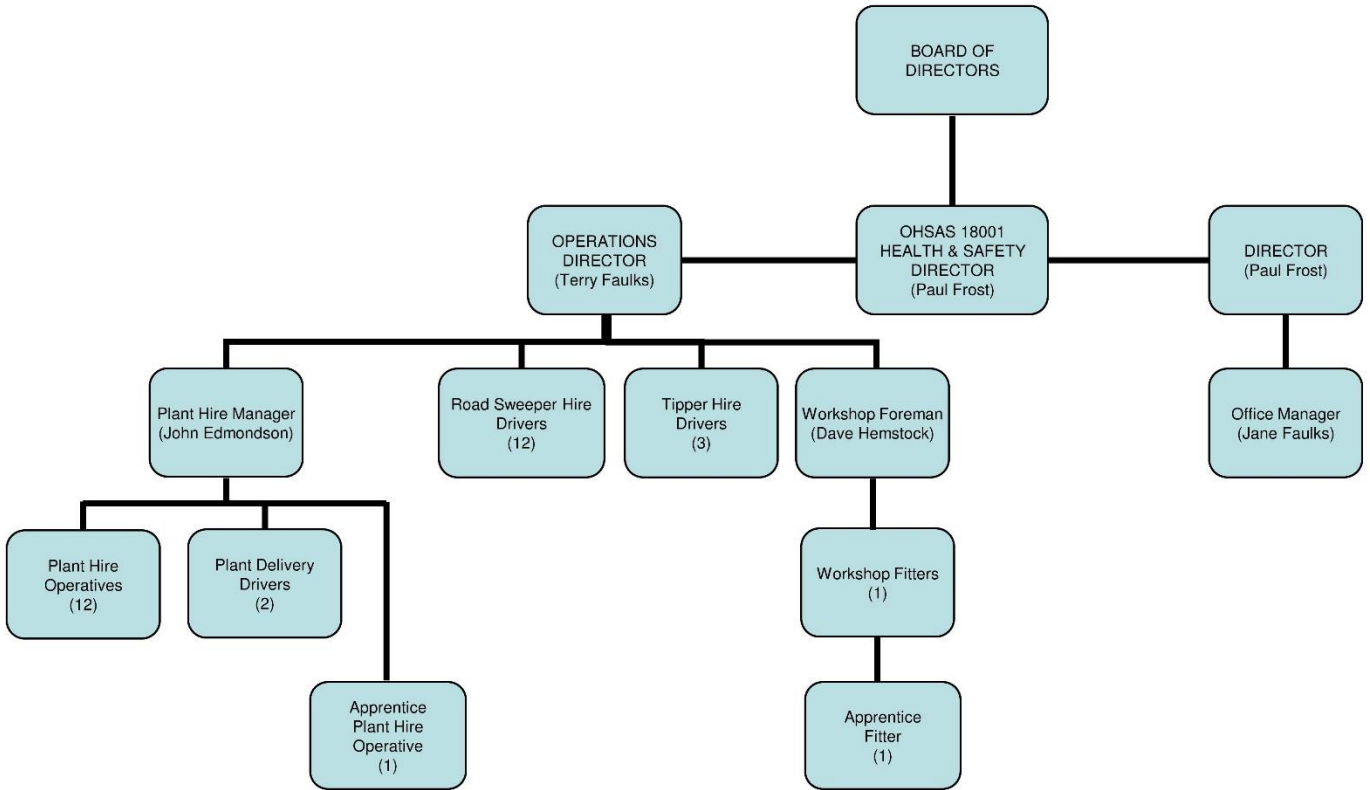 BOARD OF
DIRECTORS
OPERATIONS
DIRECTOR
(Terry Faulks)
OHSAS 18001
HEALTH & SAFETY
DIRECTOR
(Paul Frost)
DIRECTOR
(Paul Frost)
Plant Hire Manager
(John Edmondson)
Road Sweeper Hire
Drivers
(12)
Tipper Hire
Drivers
(3)
Workshop Foreman
(Dave Hemstock)
Office Manager
(Jane Faulks)
Plant Hire
Operatives
(12)
Plant Delivery
Drivers
(2)
Workshop Fitters
(1)
Apprentice
Plant Hire
Operative
(1)
Apprentice
Fitter
(1)